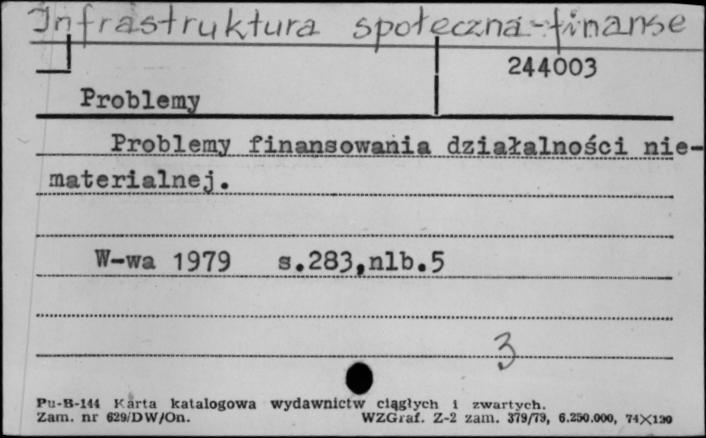 Infrastruktura społeczna-finanse
244003
Problemy
Problemy finansowania działalności nie-
materialnej.
W-wa 1979 s.283,nlb.5
3
Pu-B-144 Karta katalogowa wydawnictw ciągłych i zwartych.
Zam. nr 629/DW/On. WZGraf. Z-2 zam. 379/79, 6.250.000, 74X120